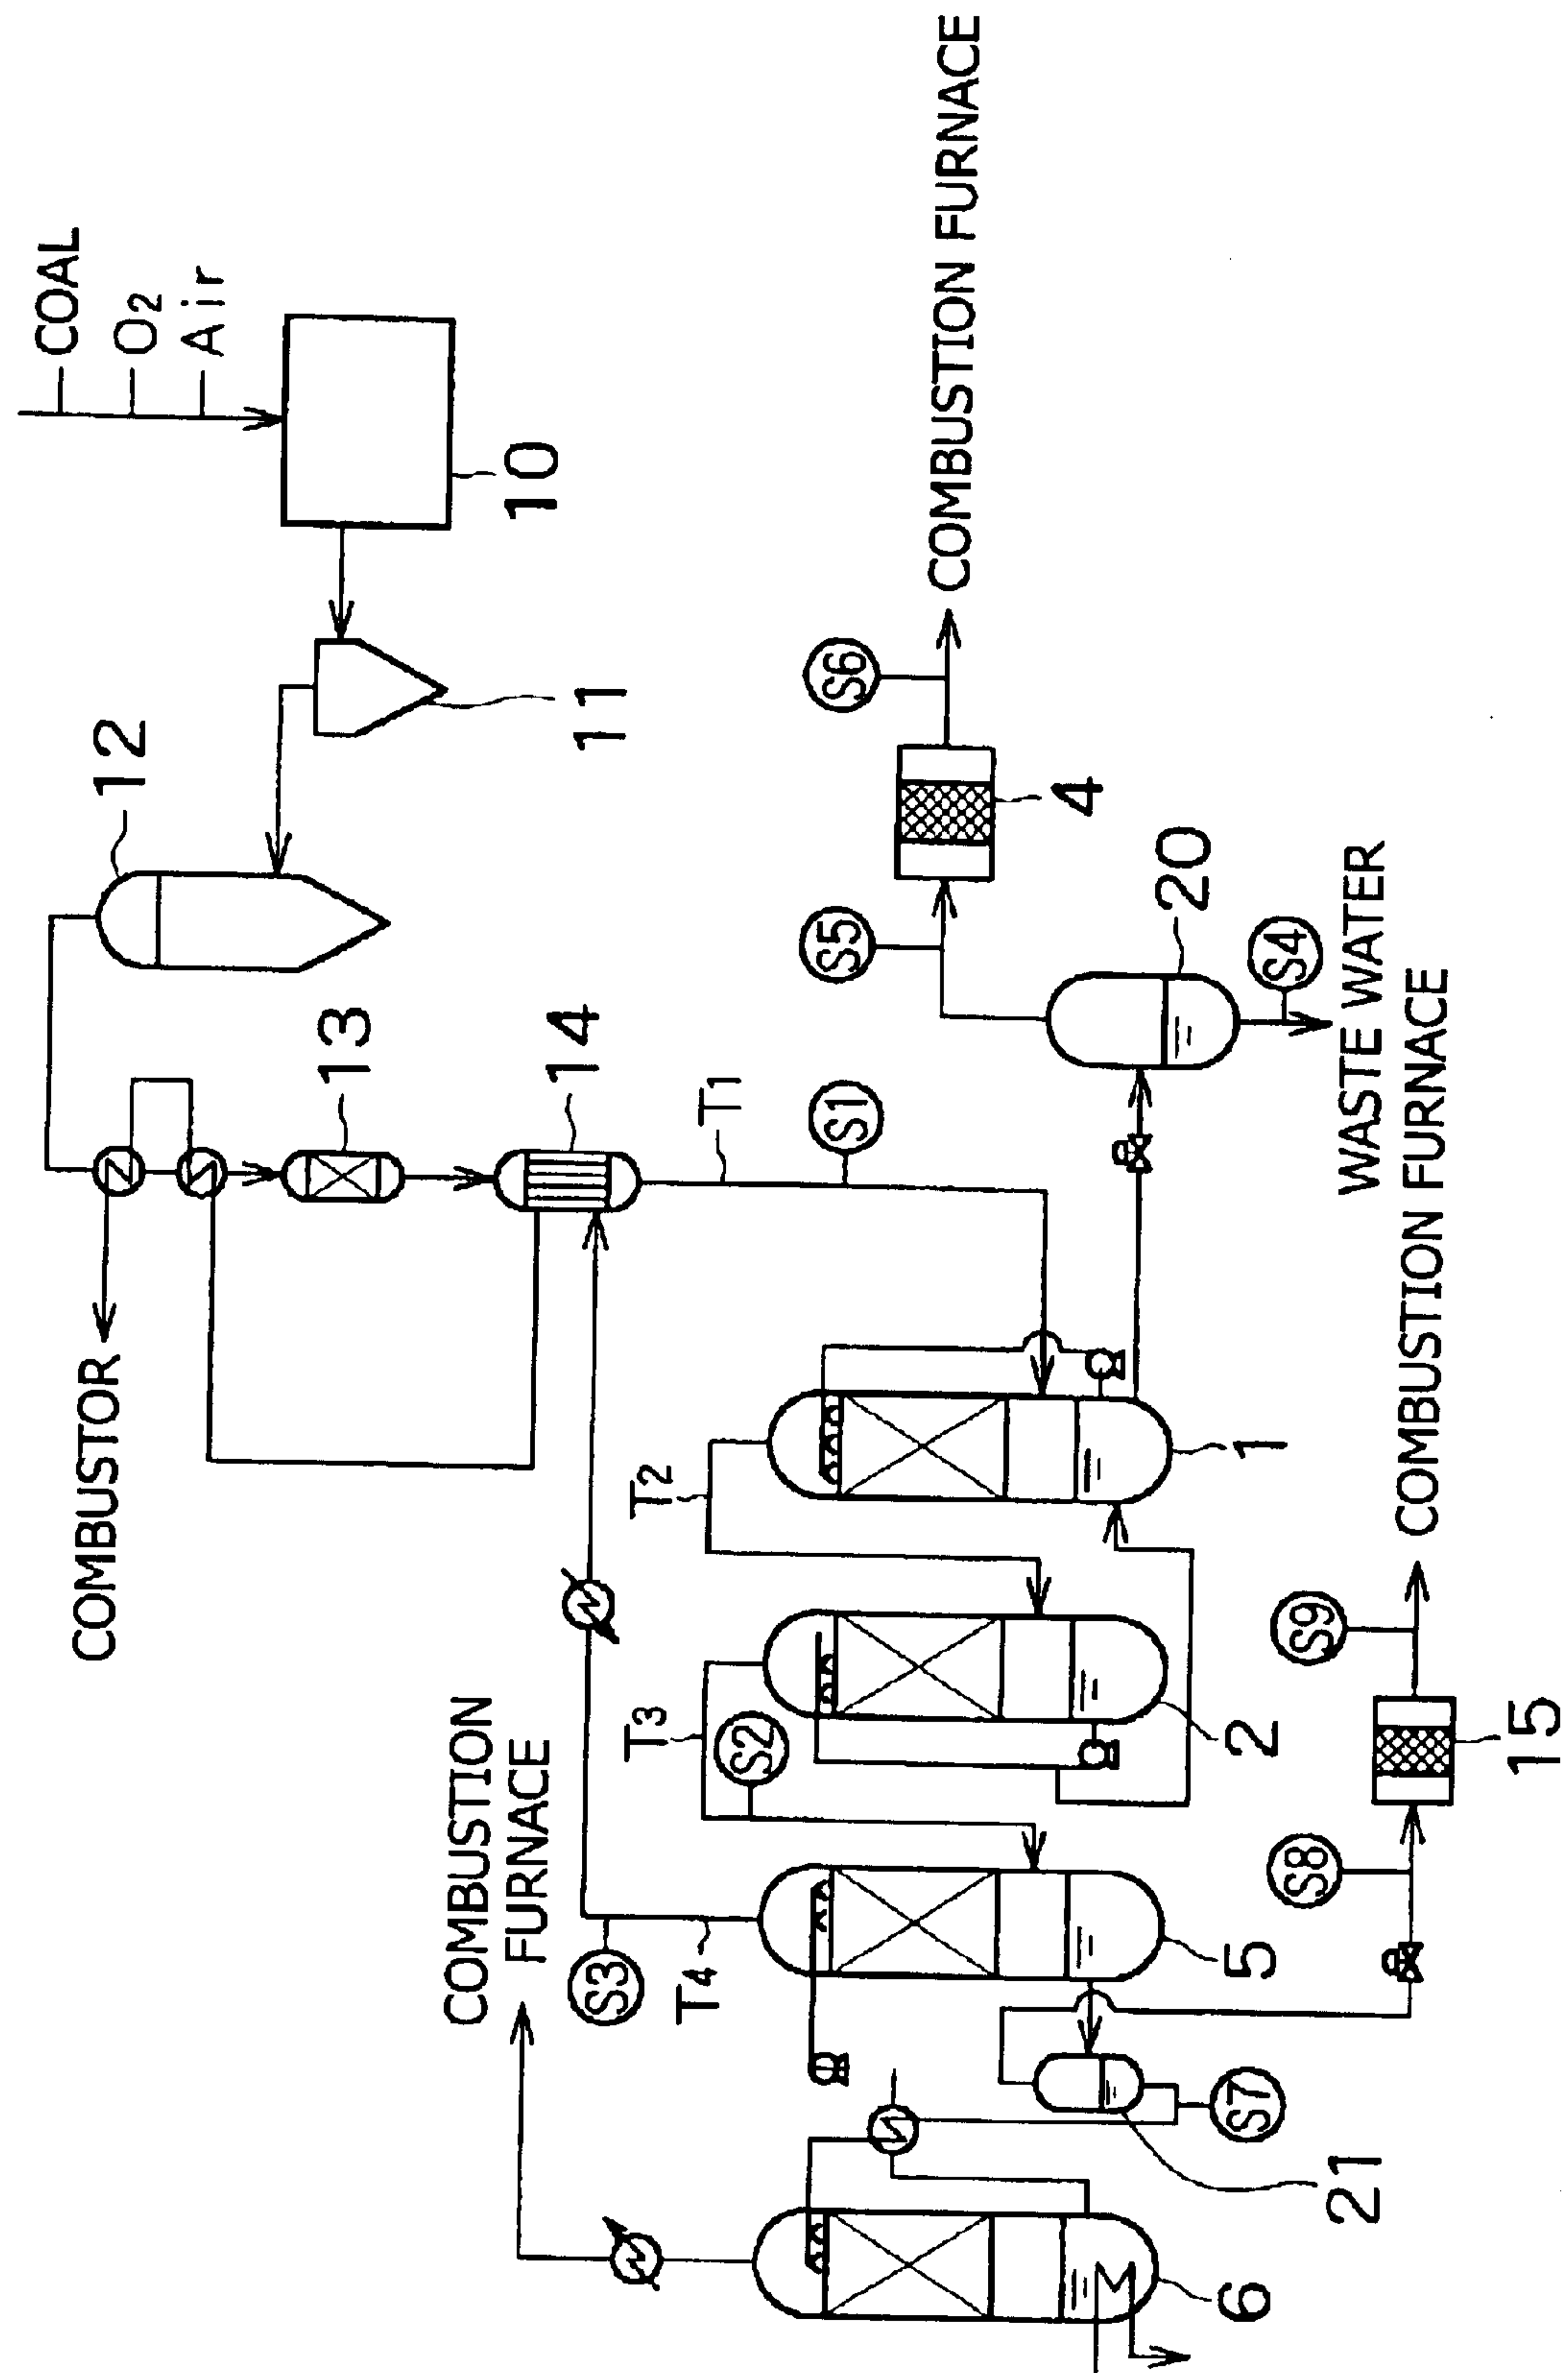 COAL
O2
Air
10
11
12
13
14
COMBUSTOR
T1
S1
COMBUSTION FURNACE
S6
4
S5
20
S4
WASTE WATER
COMBUSTION FURNACE
1
T2
2
T3
S2
S9
15
S8
5
COMBUSTION
FURNACE
S3
T4
S7
21
6